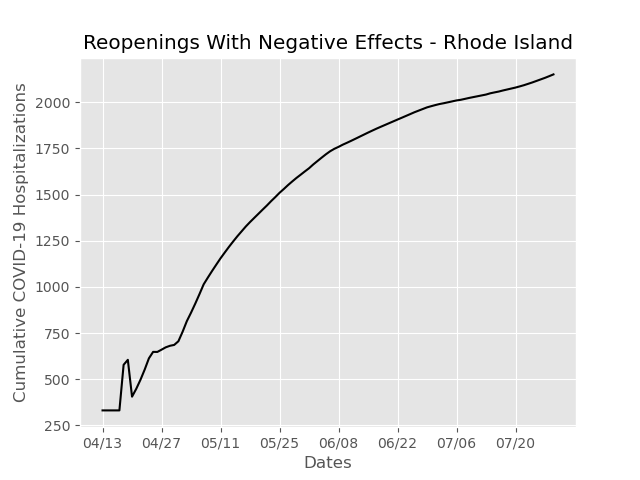 Reopenings With Negative Effects - Rhode Island
Cumulative COVID-19 Hospitalizations
2000
1750
1500
1250
1000
750
500
250
04/13 04/27 05/11 05/25 06/08 06/22 07/06 07/20
Dates